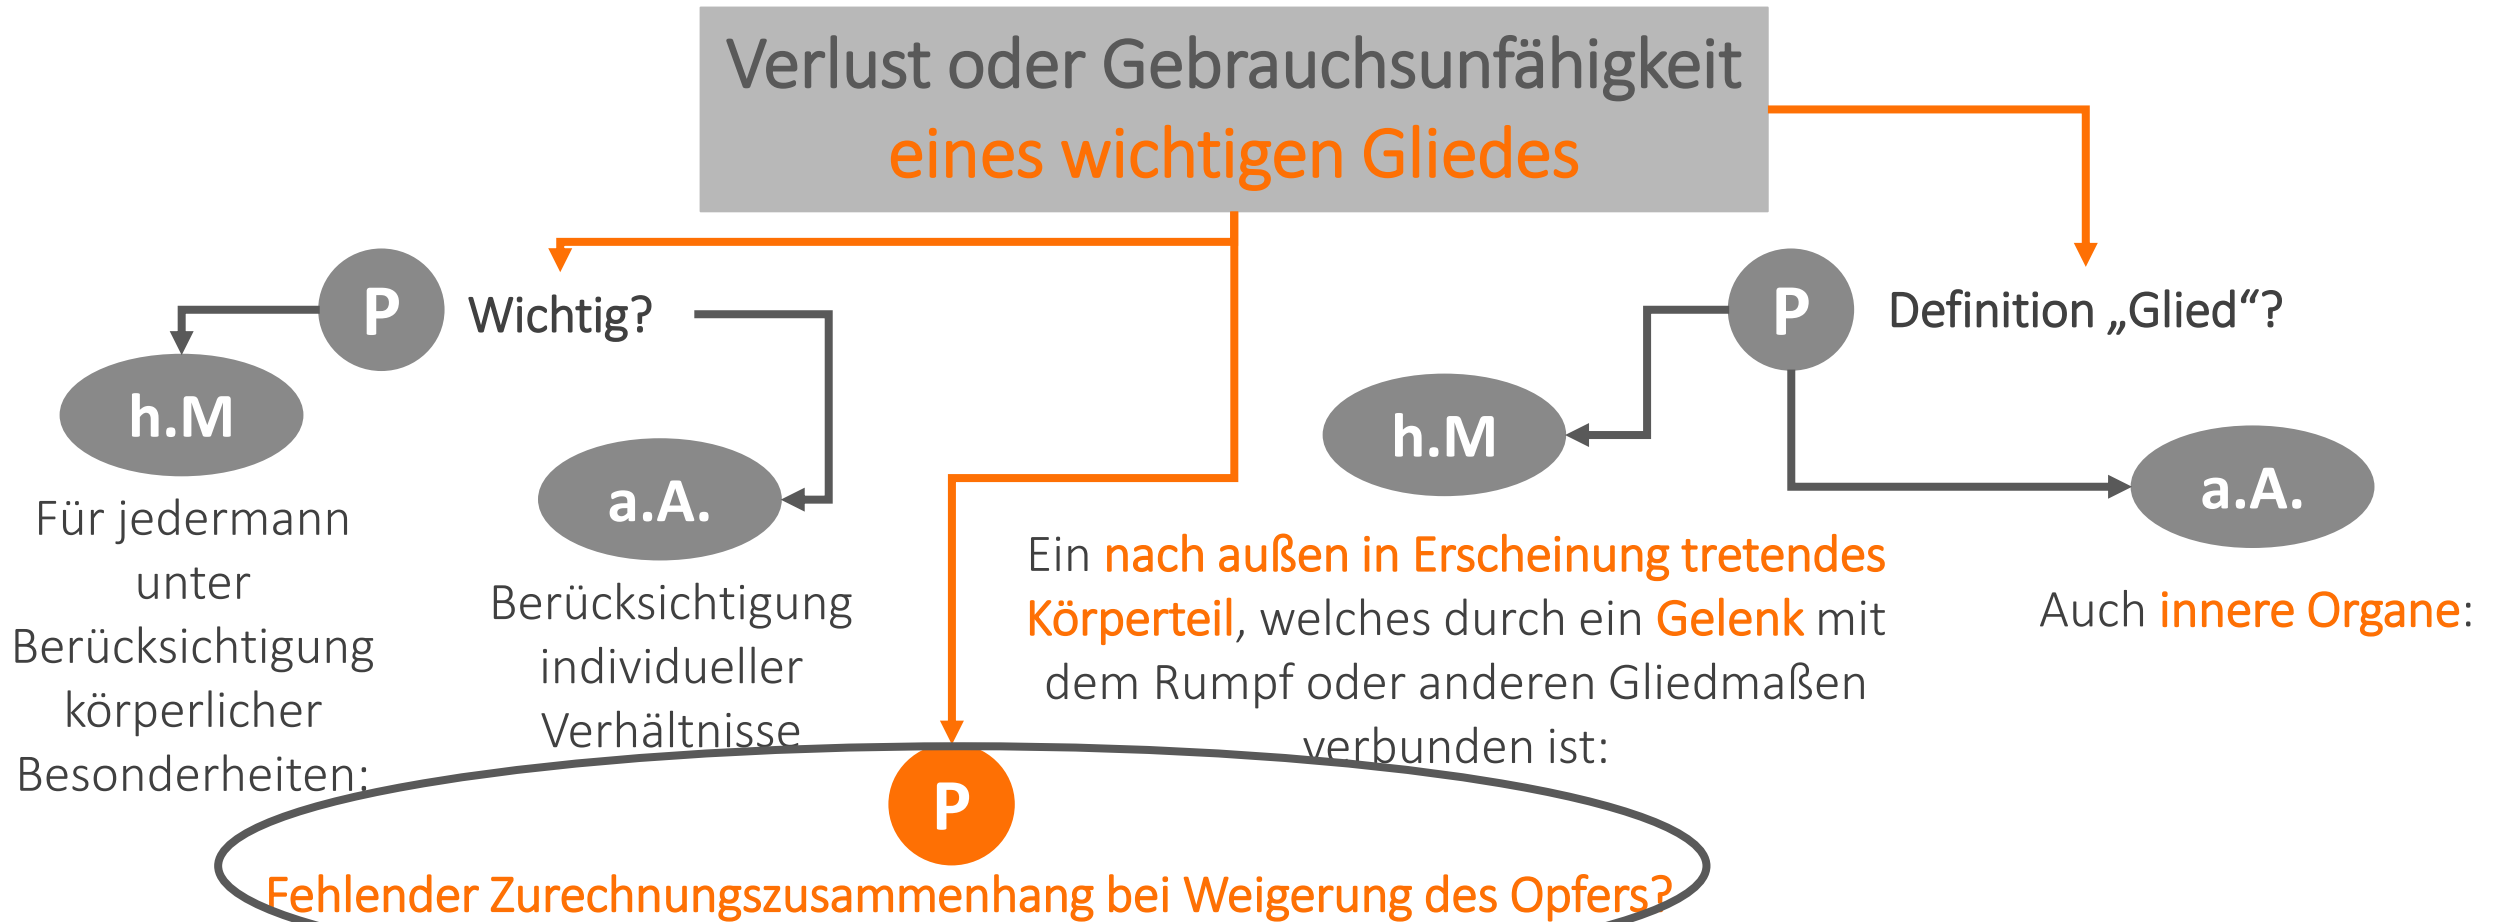 Verlust oder Gebrauchsunfähigkeit
eines wichtigen Gliedes
P
Wichtig?
h.M
Für jedermann
unter
Berücksichtigung
körperlicher
Besonderheiten:
a.A.
Berücksichtigung
individueller
Verhältnisse
P
Definition „Glied“?
h.M
Ein nach außen in Erscheinung tretendes
Körperteil, welches durch ein Gelenk mit
dem Rumpf oder anderen Gliedmaßen
verbunden ist:
a.A.
Auch innere Organe:
P
Fehlender Zurechnungszusammenhang bei Weigerung des Opfers?